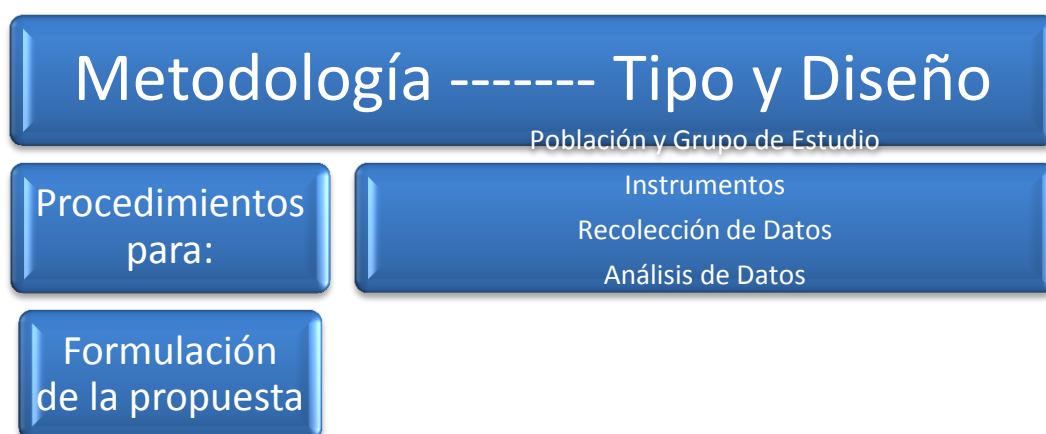 Metodología ------- Tipo y Diseño
Población y Grupo de Estudio
Procedimientos
para:
Instrumentos
Recolección de Datos
Análisis de Datos
Formulación
de la propuesta